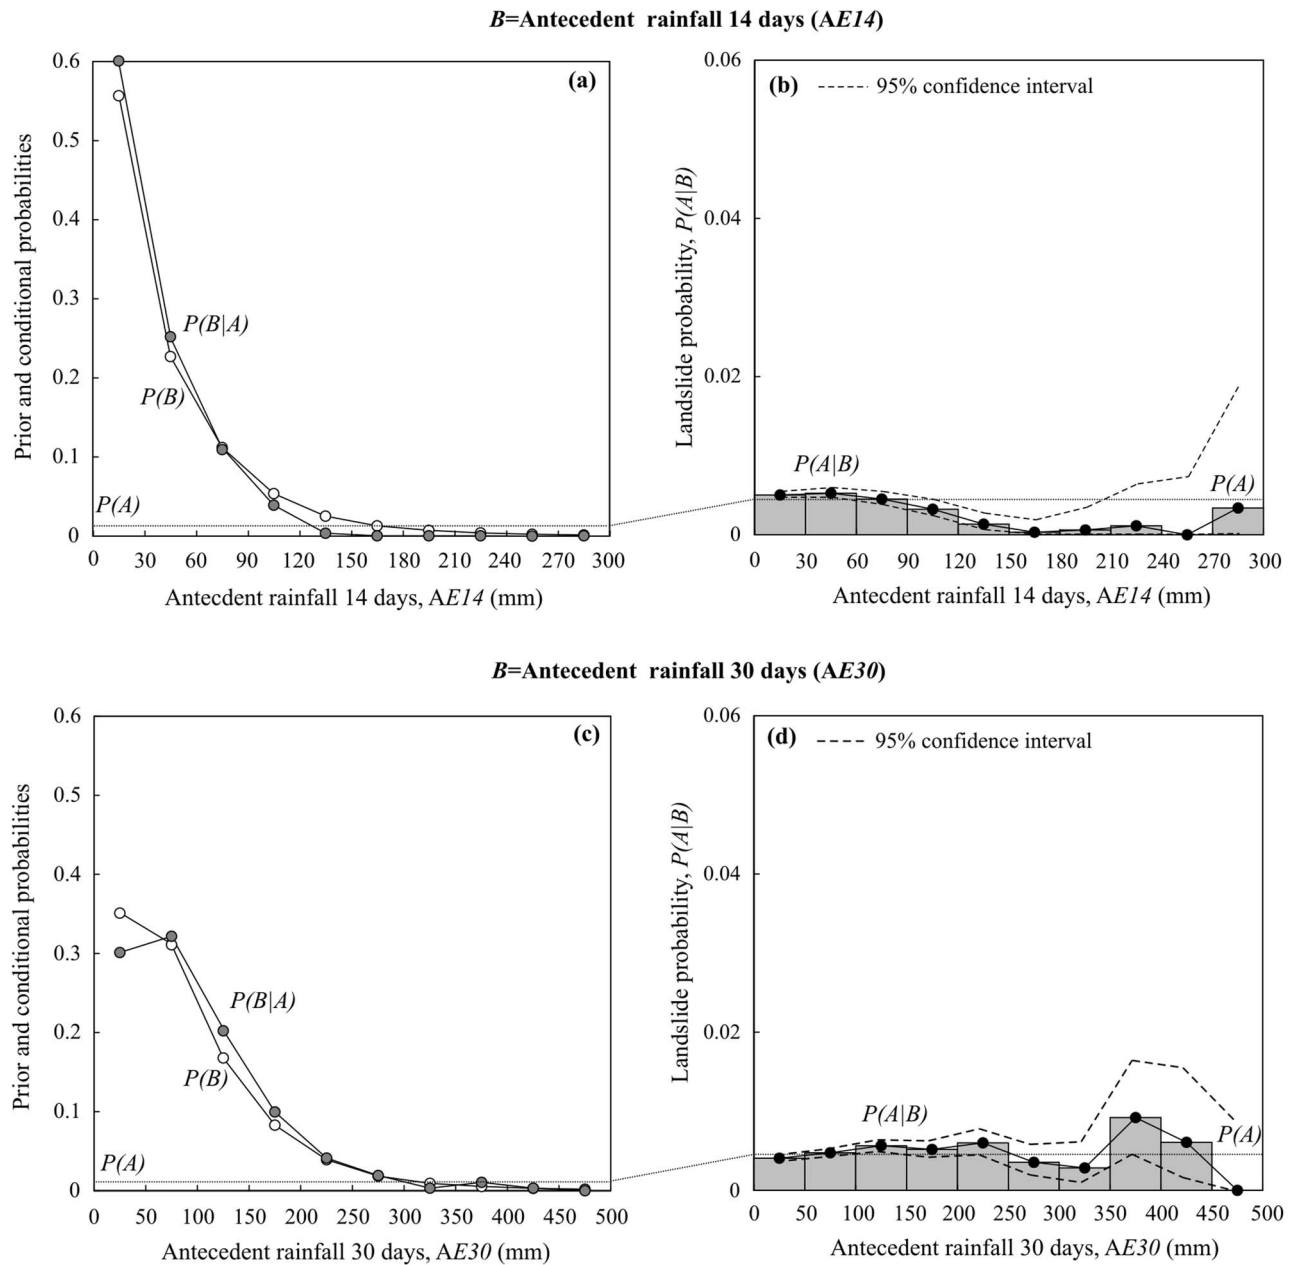 B=Antecedent rainfall 14 days (AE14)
(a)
0.6
0.5
0.4
0.3
0.2
0.1
0
Prior and conditional probabilities
P(B|A)
P(B)
P(A)
0 30 60 90 120 150 180 210 240 270 300
Antecdent rainfall 14 days, AE14 (mm)
(b) 95% confidence interval
0.06
0.04
0.02
0
Landslide probability, P(A|B)
P(A|B)
P(A)
0 30 60 90 120 150 180 210 240 270 300
Antecdent rainfall 14 days, AE14 (mm)
B=Antecedent rainfall 30 days (AE30)
(c)
0.6
0.5
0.4
0.3
0.2
0.1
0
Prior and conditional probabilities
P(B|A)
P(B)
P(A)
0 50 100 150 200 250 300 350 400 450 500
Antecedent rainfall 30 days, AE30 (mm)
(d) 95% confidence interval
0.06
0.04
0.02
0
Landslide probability, P(A|B)
P(A|B)
P(A)
0 50 100 150 200 250 300 350 400 450 500
Antecedent rainfall 30 days, AE30 (mm)